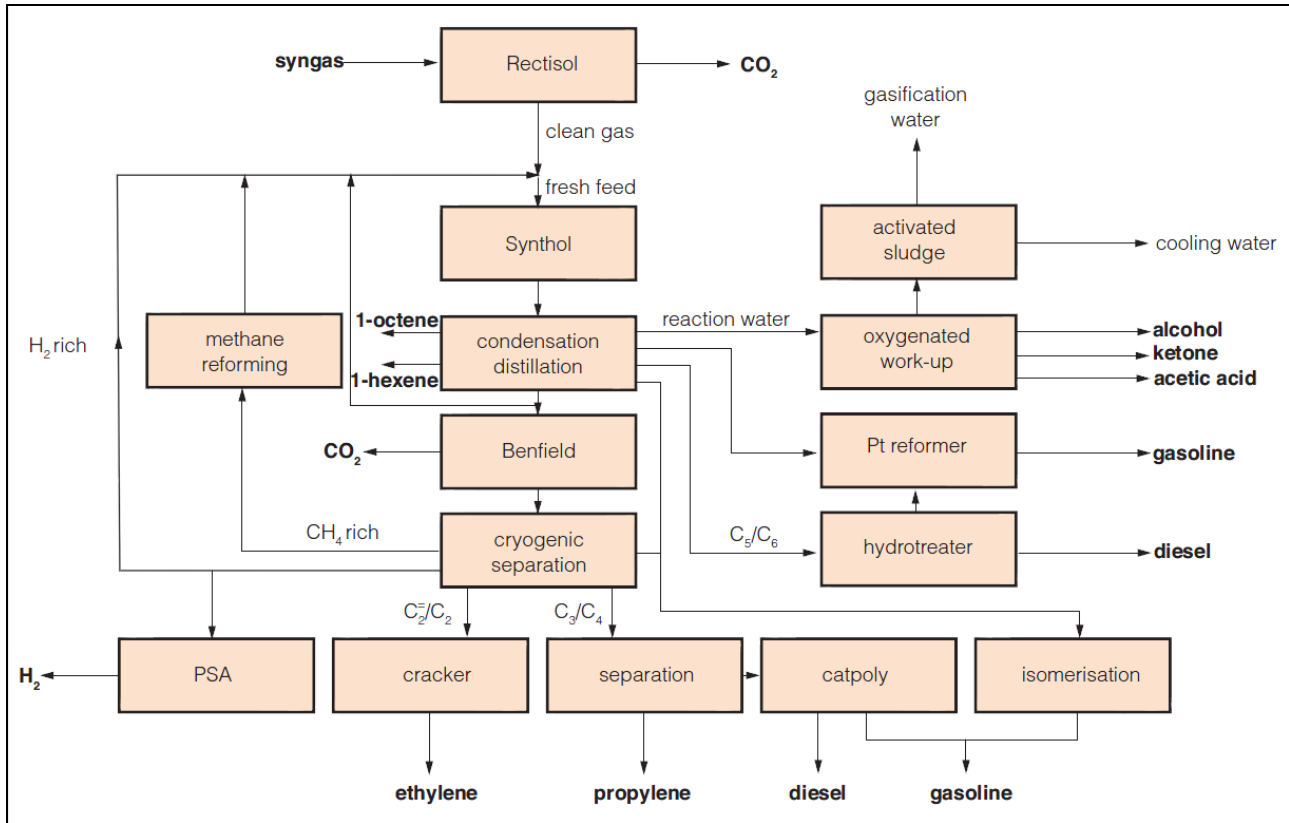 syngas
Rectisol
CO₂
clean gas
gasification
water
fresh feed
Synthol
activated
sludge
cooling water
H₂ rich
methane
reforming
1-octene
1-hexene
condensation
distillation
reaction water
oxygenated
work-up
alcohol
ketone
acetic acid
CO₂
Benfield
Pt reformer
gasoline
CH₄ rich
cryogenic
separation
C₅/C₆
hydrotreater
diesel
C₂⁼/C₂
C₃/C₄
H₂
PSA
cracker
separation
catpoly
isomerisation
ethylene
propylene
diesel
gasoline